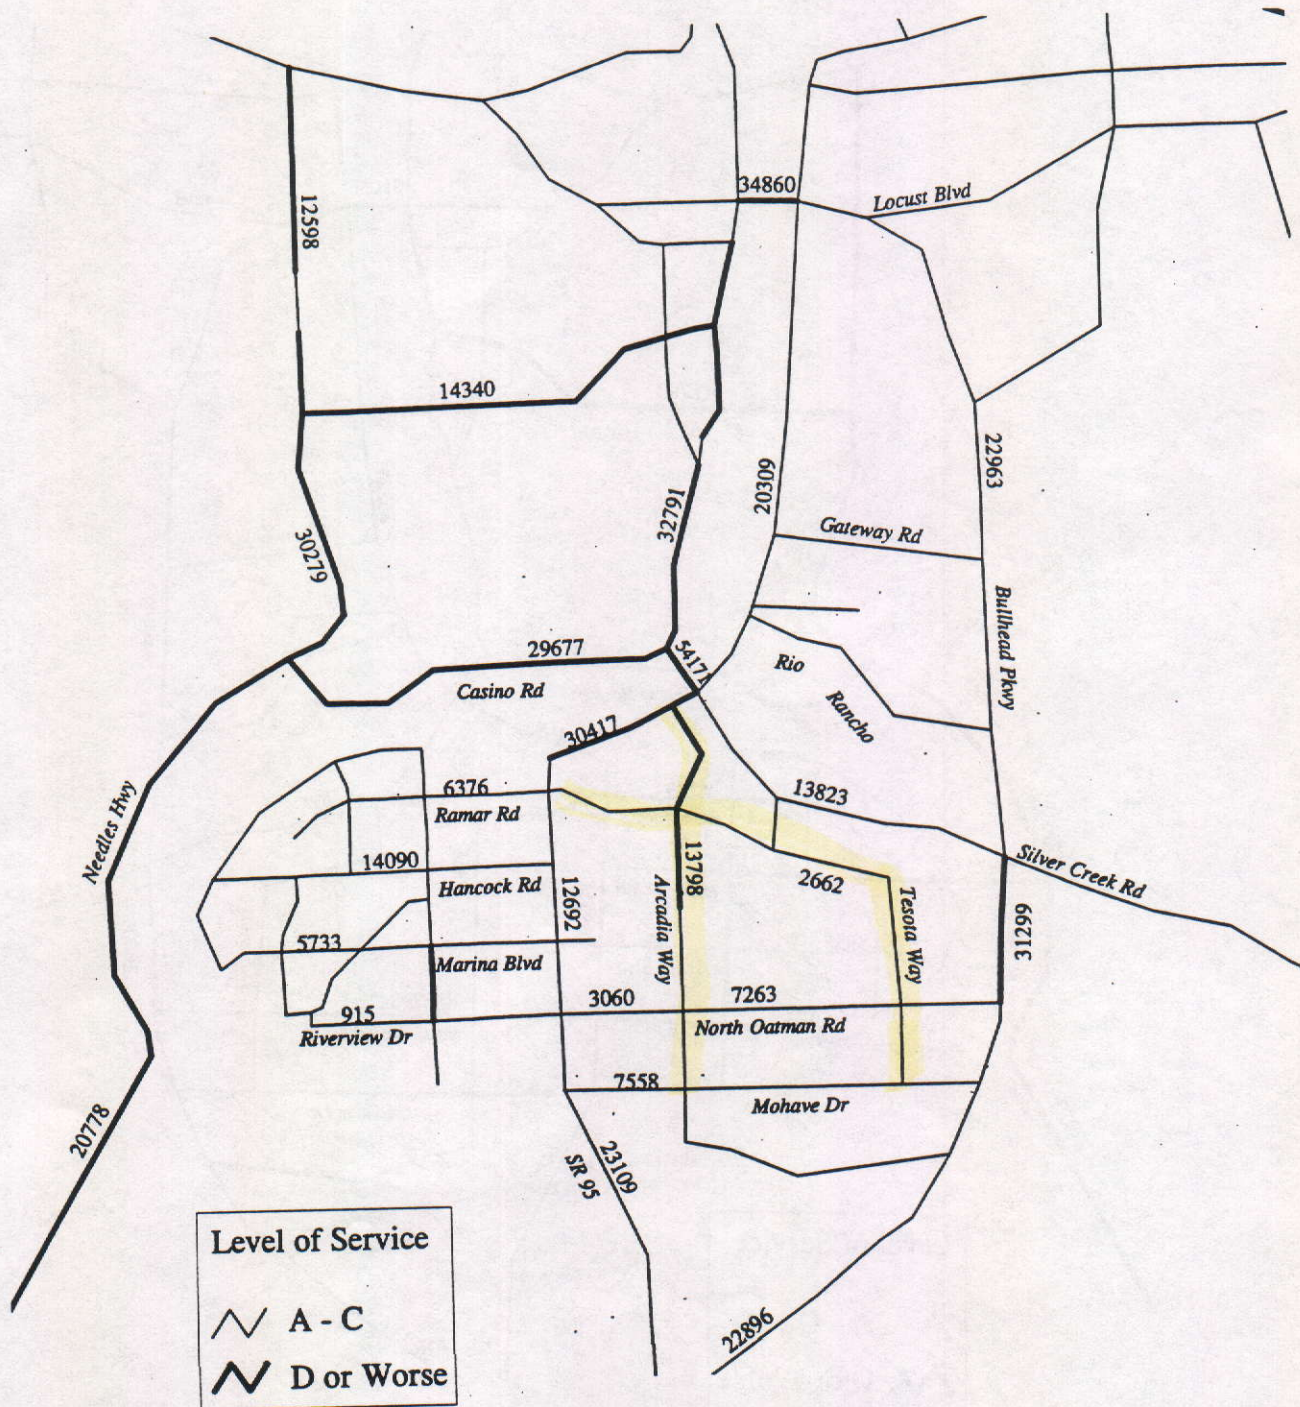 34860
Locust Blvd
12598
14340
22963
20309
32791
Gateway Rd
30279
Bullhead Pkwy
29677
54171
Rio
Rancho
Casino Rd
30417
6376
13823
Needles Hwy
Ramar Rd
14090
13798
Silver Creek Rd
Hancock Rd
12692
2662
Arcadia Way
Tesota Way
31299
5733
Marina Blvd
3060
7263
915
North Oatman Rd
Riverview Dr
7558
Mohave Dr
20778
23109
SR 95
Level of Service
A - C
D or Worse
22896